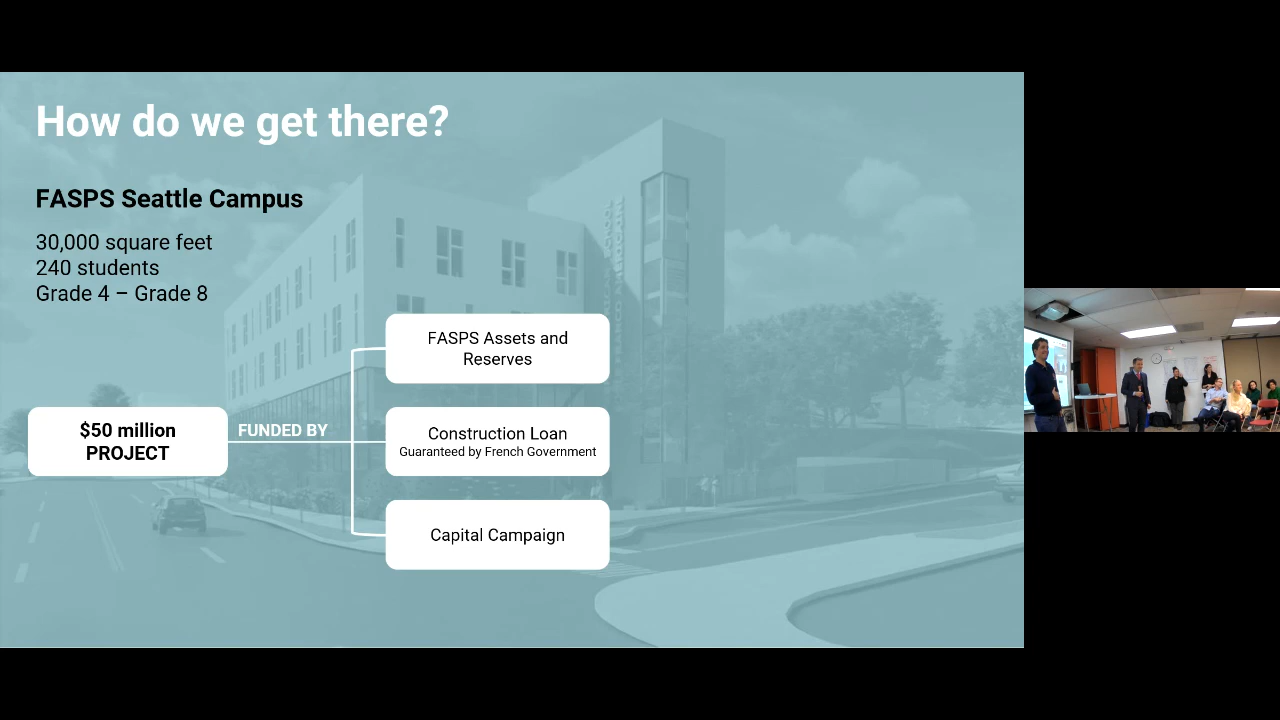 How do we get there?
FASPS Seattle Campus
30,000 square feet
240 students
Grade 4 – Grade 8
FASPS Assets and
Reserves
$50 million
PROJECT
FUNDED BY
Construction Loan
Guaranteed by French Government
Capital Campaign